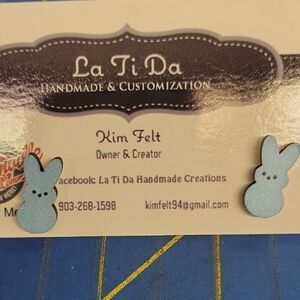 La Ti Da
Handmade & Customization
Kim Felt
Owner & Creator
Facebook: La Ti Da Handmade Creations
903-268-1598
kimfelt94@gmail.com